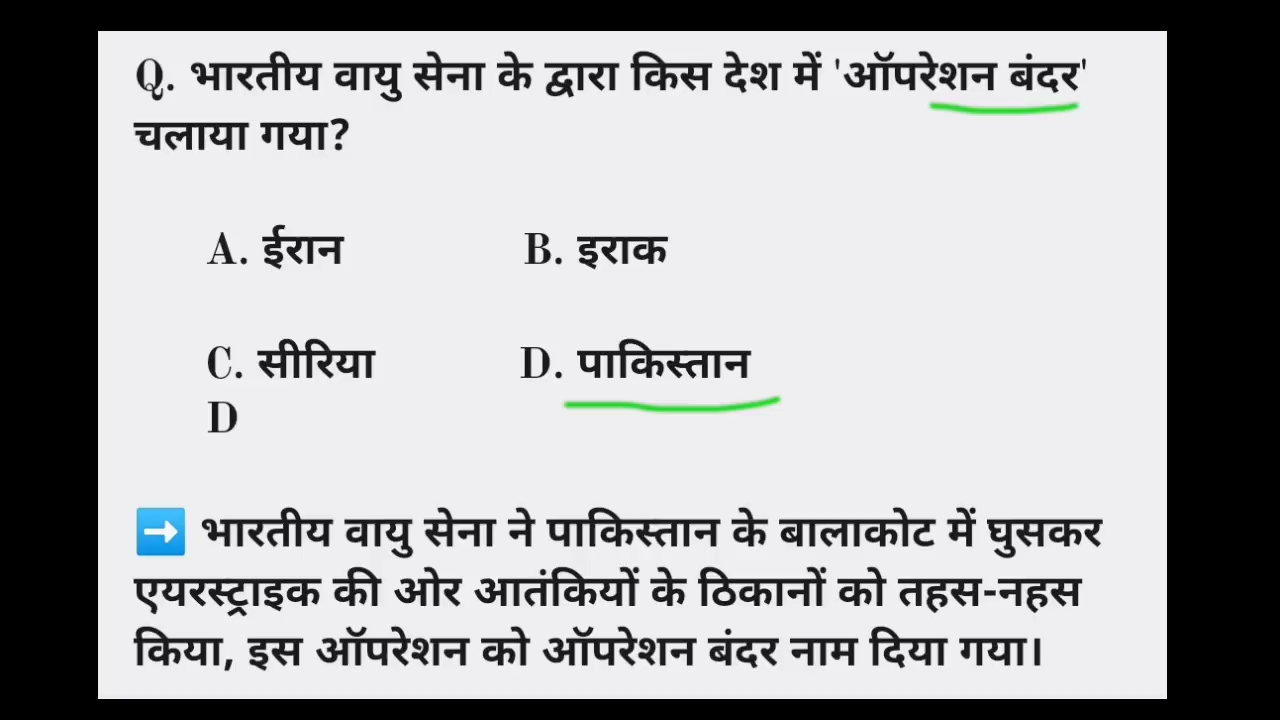 Q. भारतीय वायु सेना के द्वारा किस देश में 'ऑपरेशन बंदर'
चलाया गया?
A. ईरान B. इराक
C. सीरिया D. पाकिस्तान
D
➡️ भारतीय वायु सेना ने पाकिस्तान के बालाकोट में घुसकर
एयरस्ट्राइक की ओर आतंकियों के ठिकानों को तहस-नहस
किया, इस ऑपरेशन को ऑपरेशन बंदर नाम दिया गया।